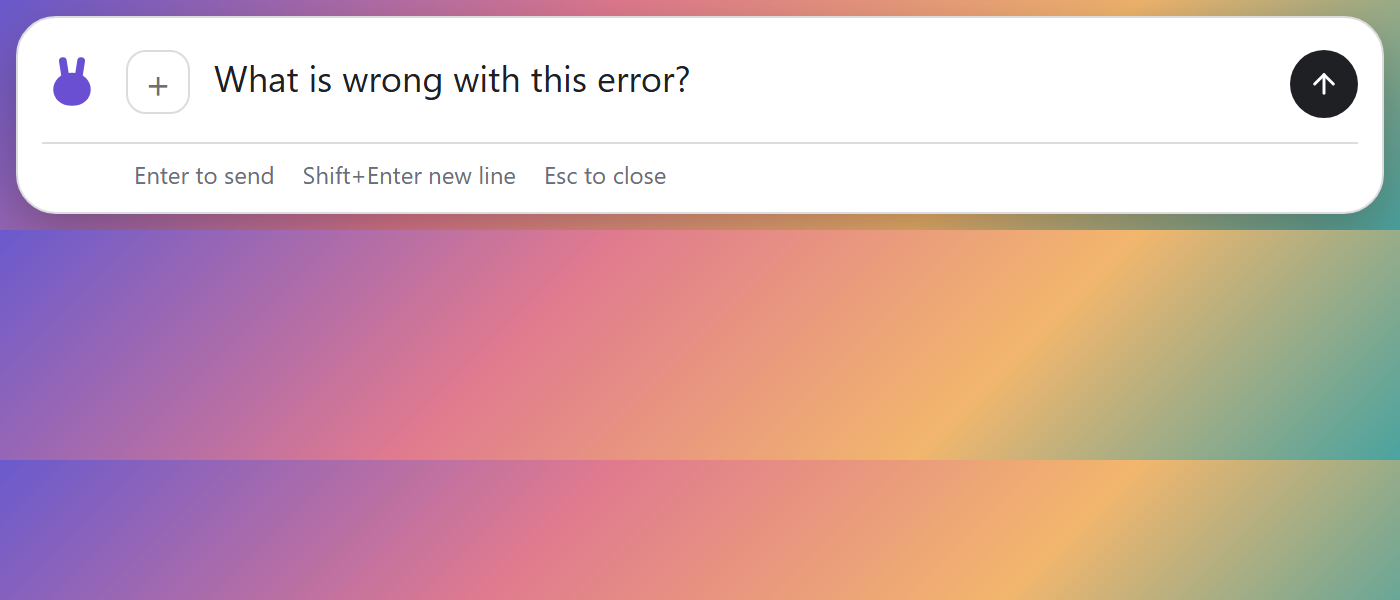 What is wrong with this error?
Enter to send Shift+Enter new line Esc to close